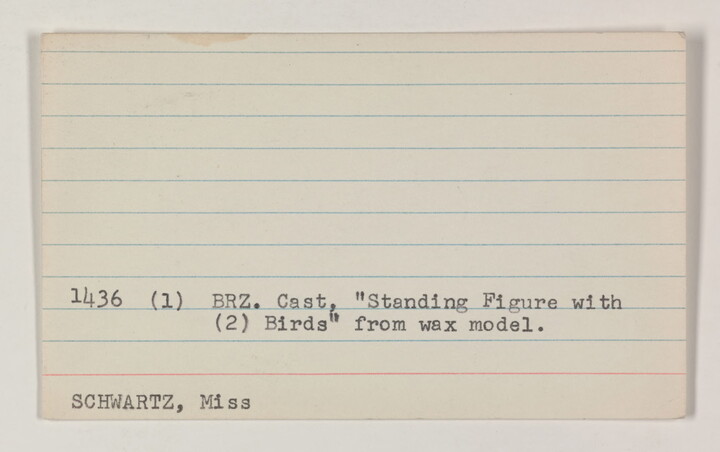 1436 (1) BRZ. Cast, "Standing Figure with
(2) Birds" from wax model.
SCHWARTZ, Miss